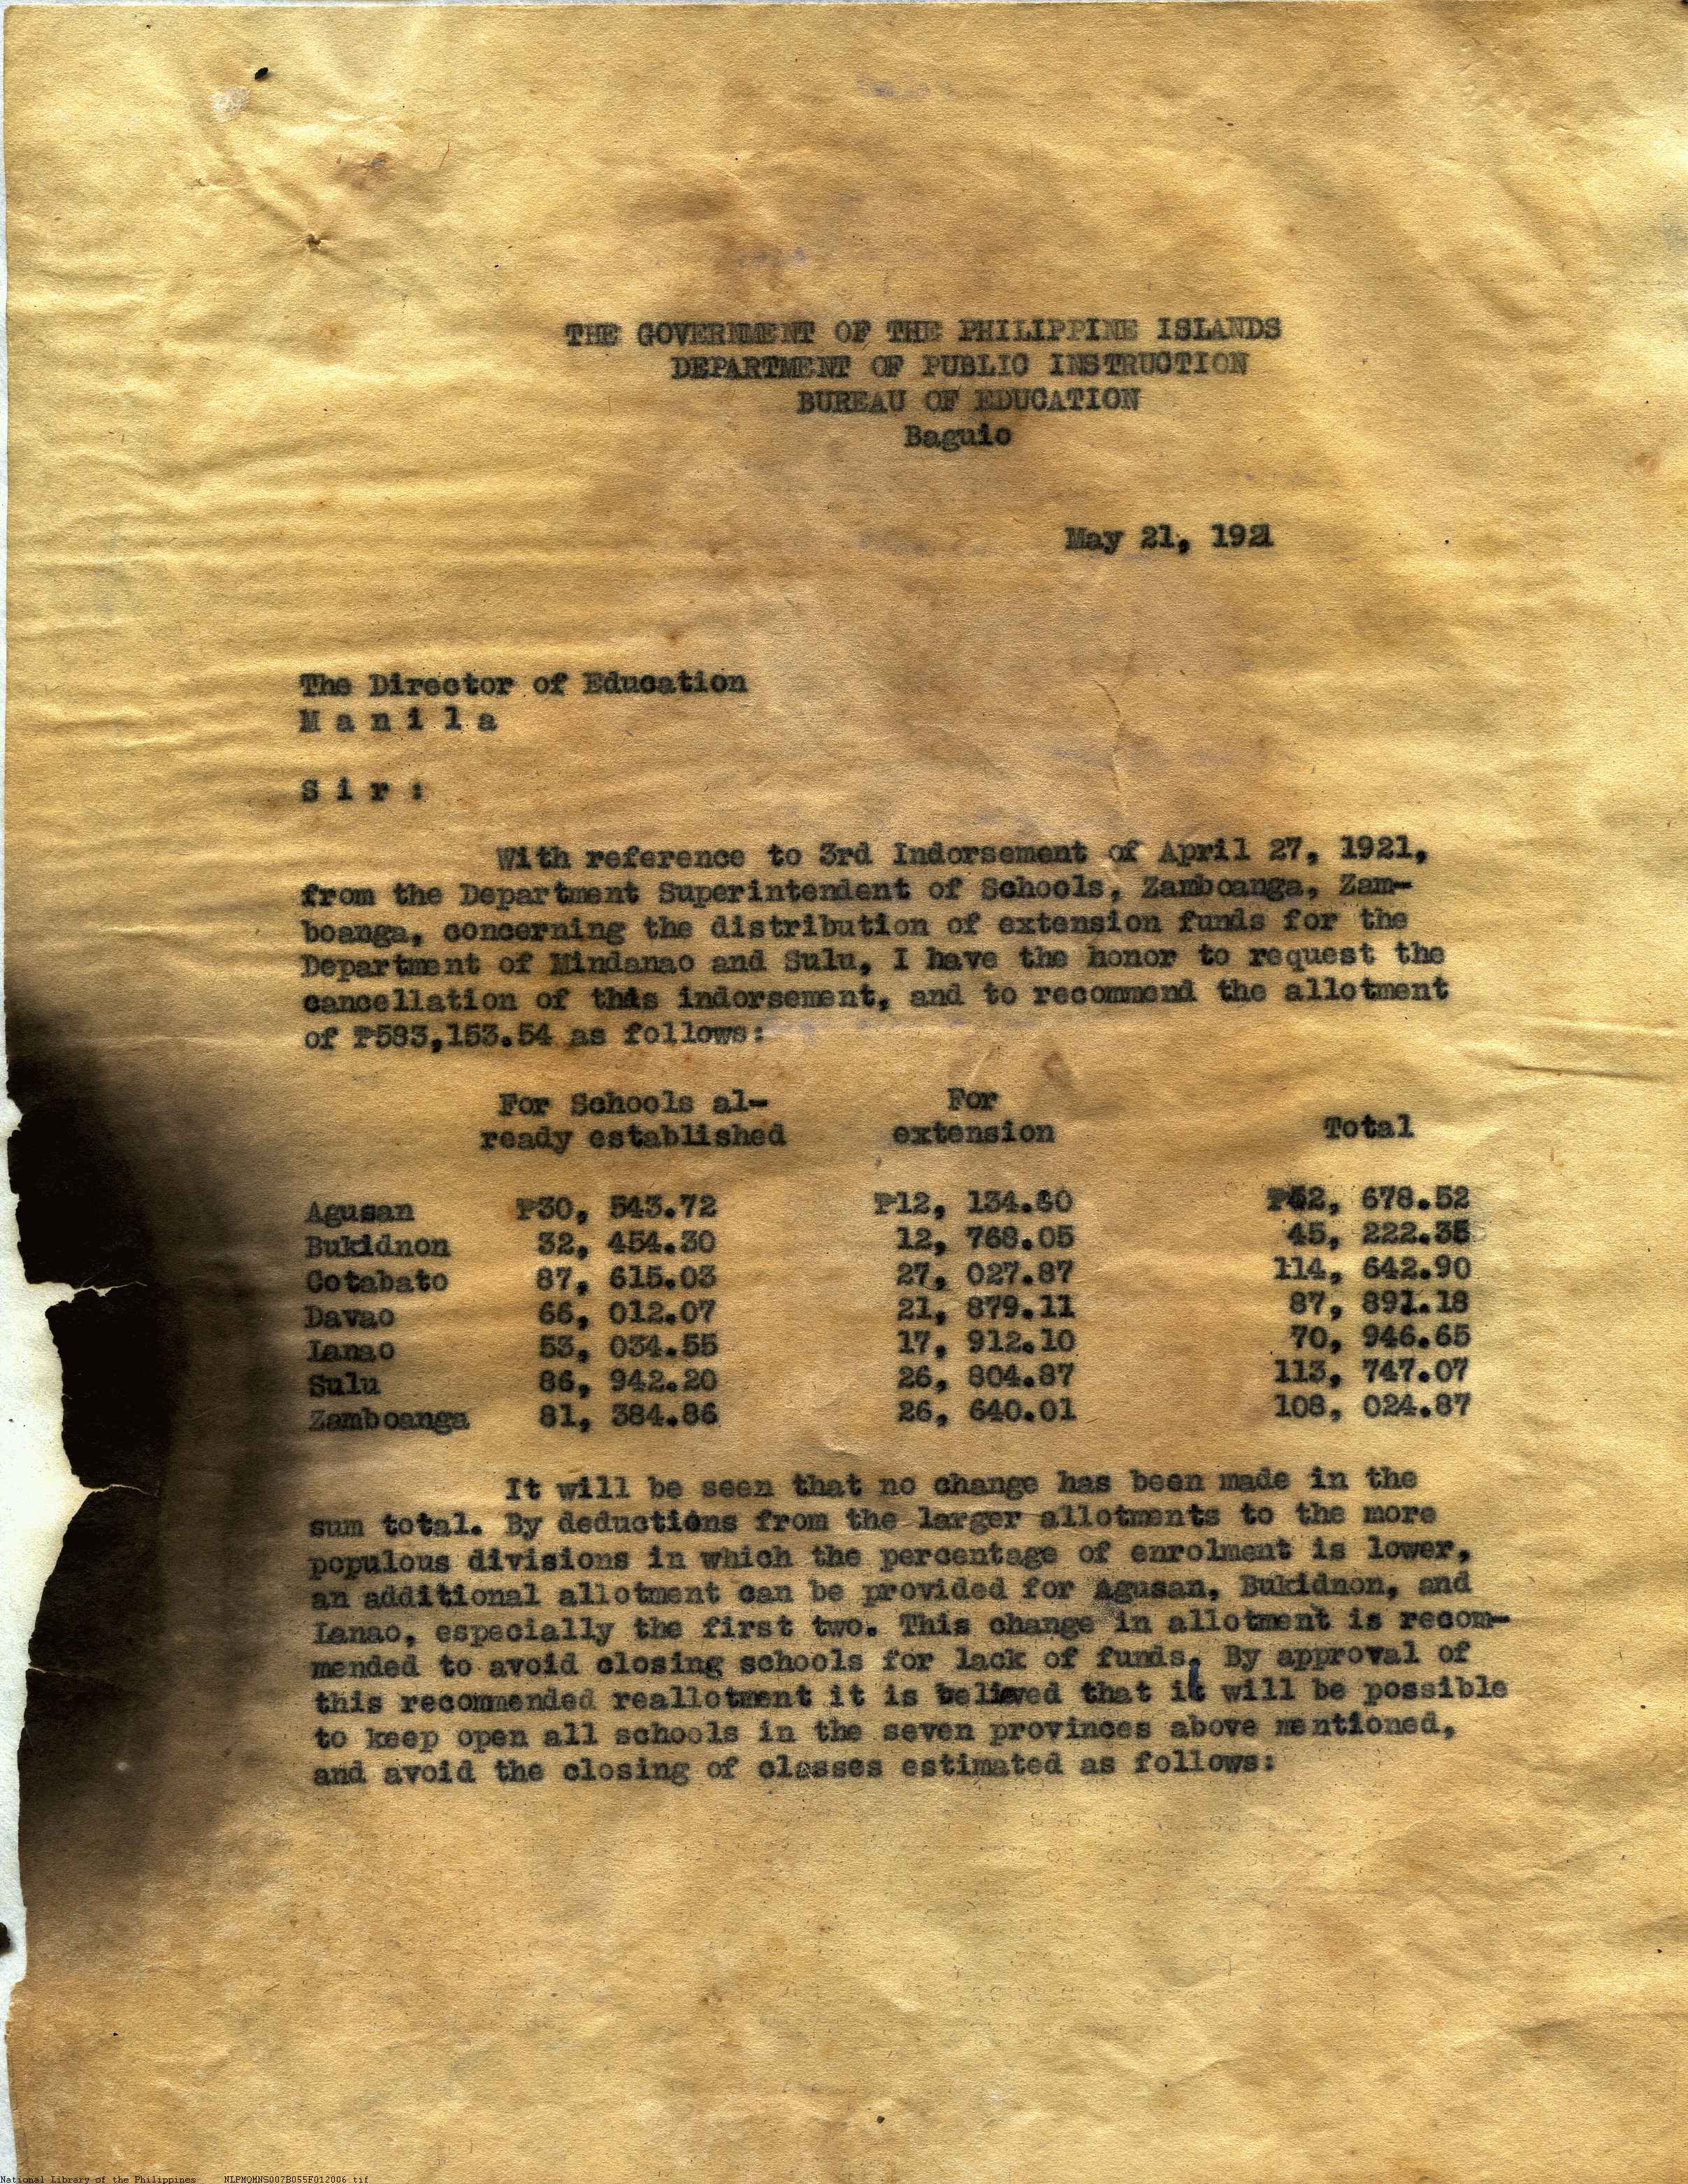 THE GOVERNMENT OF THE PHILIPPINE ISLANDS
DEPARTMENT OF PUBLIC INSTRUCTION
BUREAU OF EDUCATION
Baguio
May 21, 1921
The Director of Education
M a n i l a
S i r :
With reference to 3rd Indorsement of April 27, 1921,
from the Department Superintendent of Schools, Zamboanga, Zam-
boanga, concerning the distribution of extension funds for the
Department of Mindanao and Sulu, I have the honor to request the
cancellation of this indorsement, and to recommend the allotment
of ₱583,153.54 as follows:
For Schools al- For
ready established extension Total
Agusan ₱30, 543.72 ₱12, 134.80 ₱42, 678.52
Bukidnon 32, 454.30 12, 768.05 45, 222.35
Cotabato 87, 615.03 27, 027.87 114, 642.90
Davao 66, 012.07 21, 879.11 87, 891.18
Lanao 53, 034.55 17, 912.10 70, 946.65
Sulu 86, 942.20 26, 804.87 113, 747.07
Zamboanga 81, 384.86 26, 640.01 108, 024.87
It will be seen that no change has been made in the
sum total. By deductions from the larger allotments to the more
populous divisions in which the percentage of enrolment is lower,
an additional allotment can be provided for Agusan, Bukidnon, and
Lanao, especially the first two. This change in allotment is recom-
mended to avoid closing schools for lack of funds. By approval of
this recommended reallotment it is believed that it will be possible
to keep open all schools in the seven provinces above mentioned,
and avoid the closing of classes estimated as follows:
National Library of the Philippines NLPMQMNS007B055F012006.tif